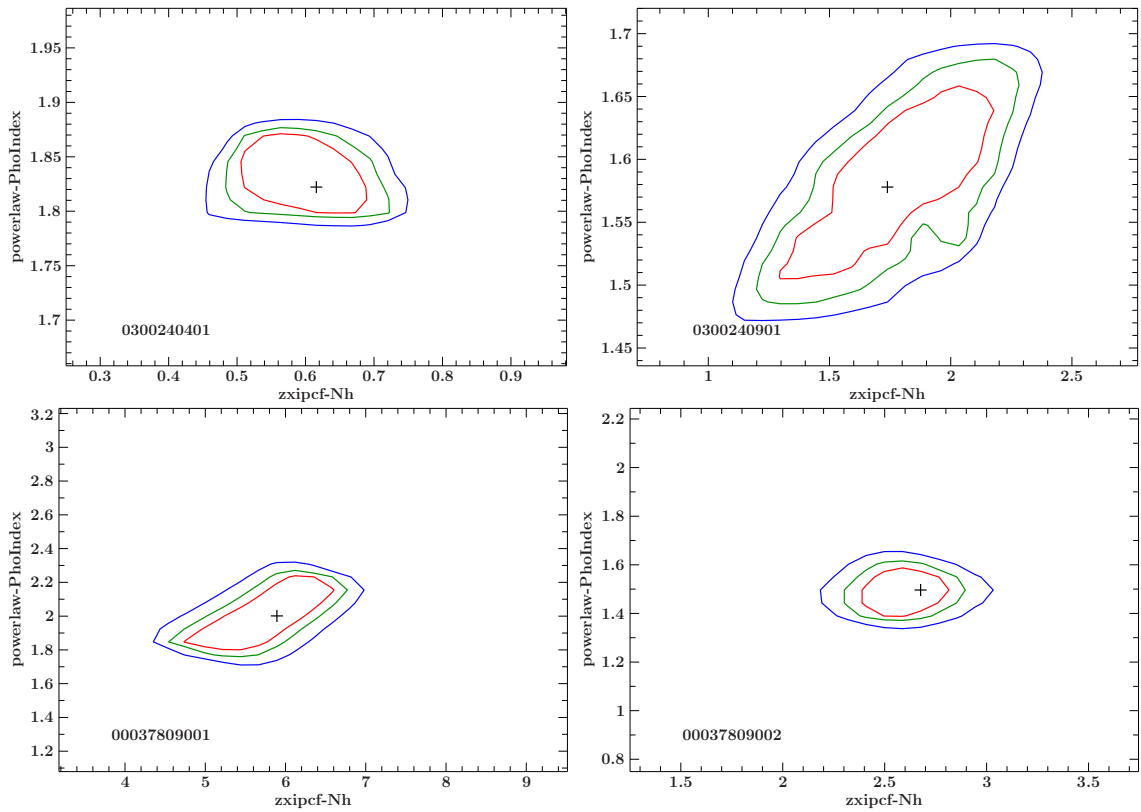 1.95
1.9
1.85
1.8
1.75
1.7
powerlaw-PhoIndex
0300240401
0.3 0.4 0.5 0.6 0.7 0.8 0.9
zxipcf-Nh
1.7
1.65
1.6
1.55
1.5
1.45
powerlaw-PhoIndex
0300240901
1 1.5 2 2.5
zxipcf-Nh
3.2
3
2.8
2.6
2.4
2.2
2
1.8
1.6
1.4
1.2
powerlaw-PhoIndex
00037809001
4 5 6 7 8 9
zxipcf-Nh
2.2
2
1.8
1.6
1.4
1.2
1
0.8
powerlaw-PhoIndex
00037809002
1.5 2 2.5 3 3.5
zxipcf-Nh